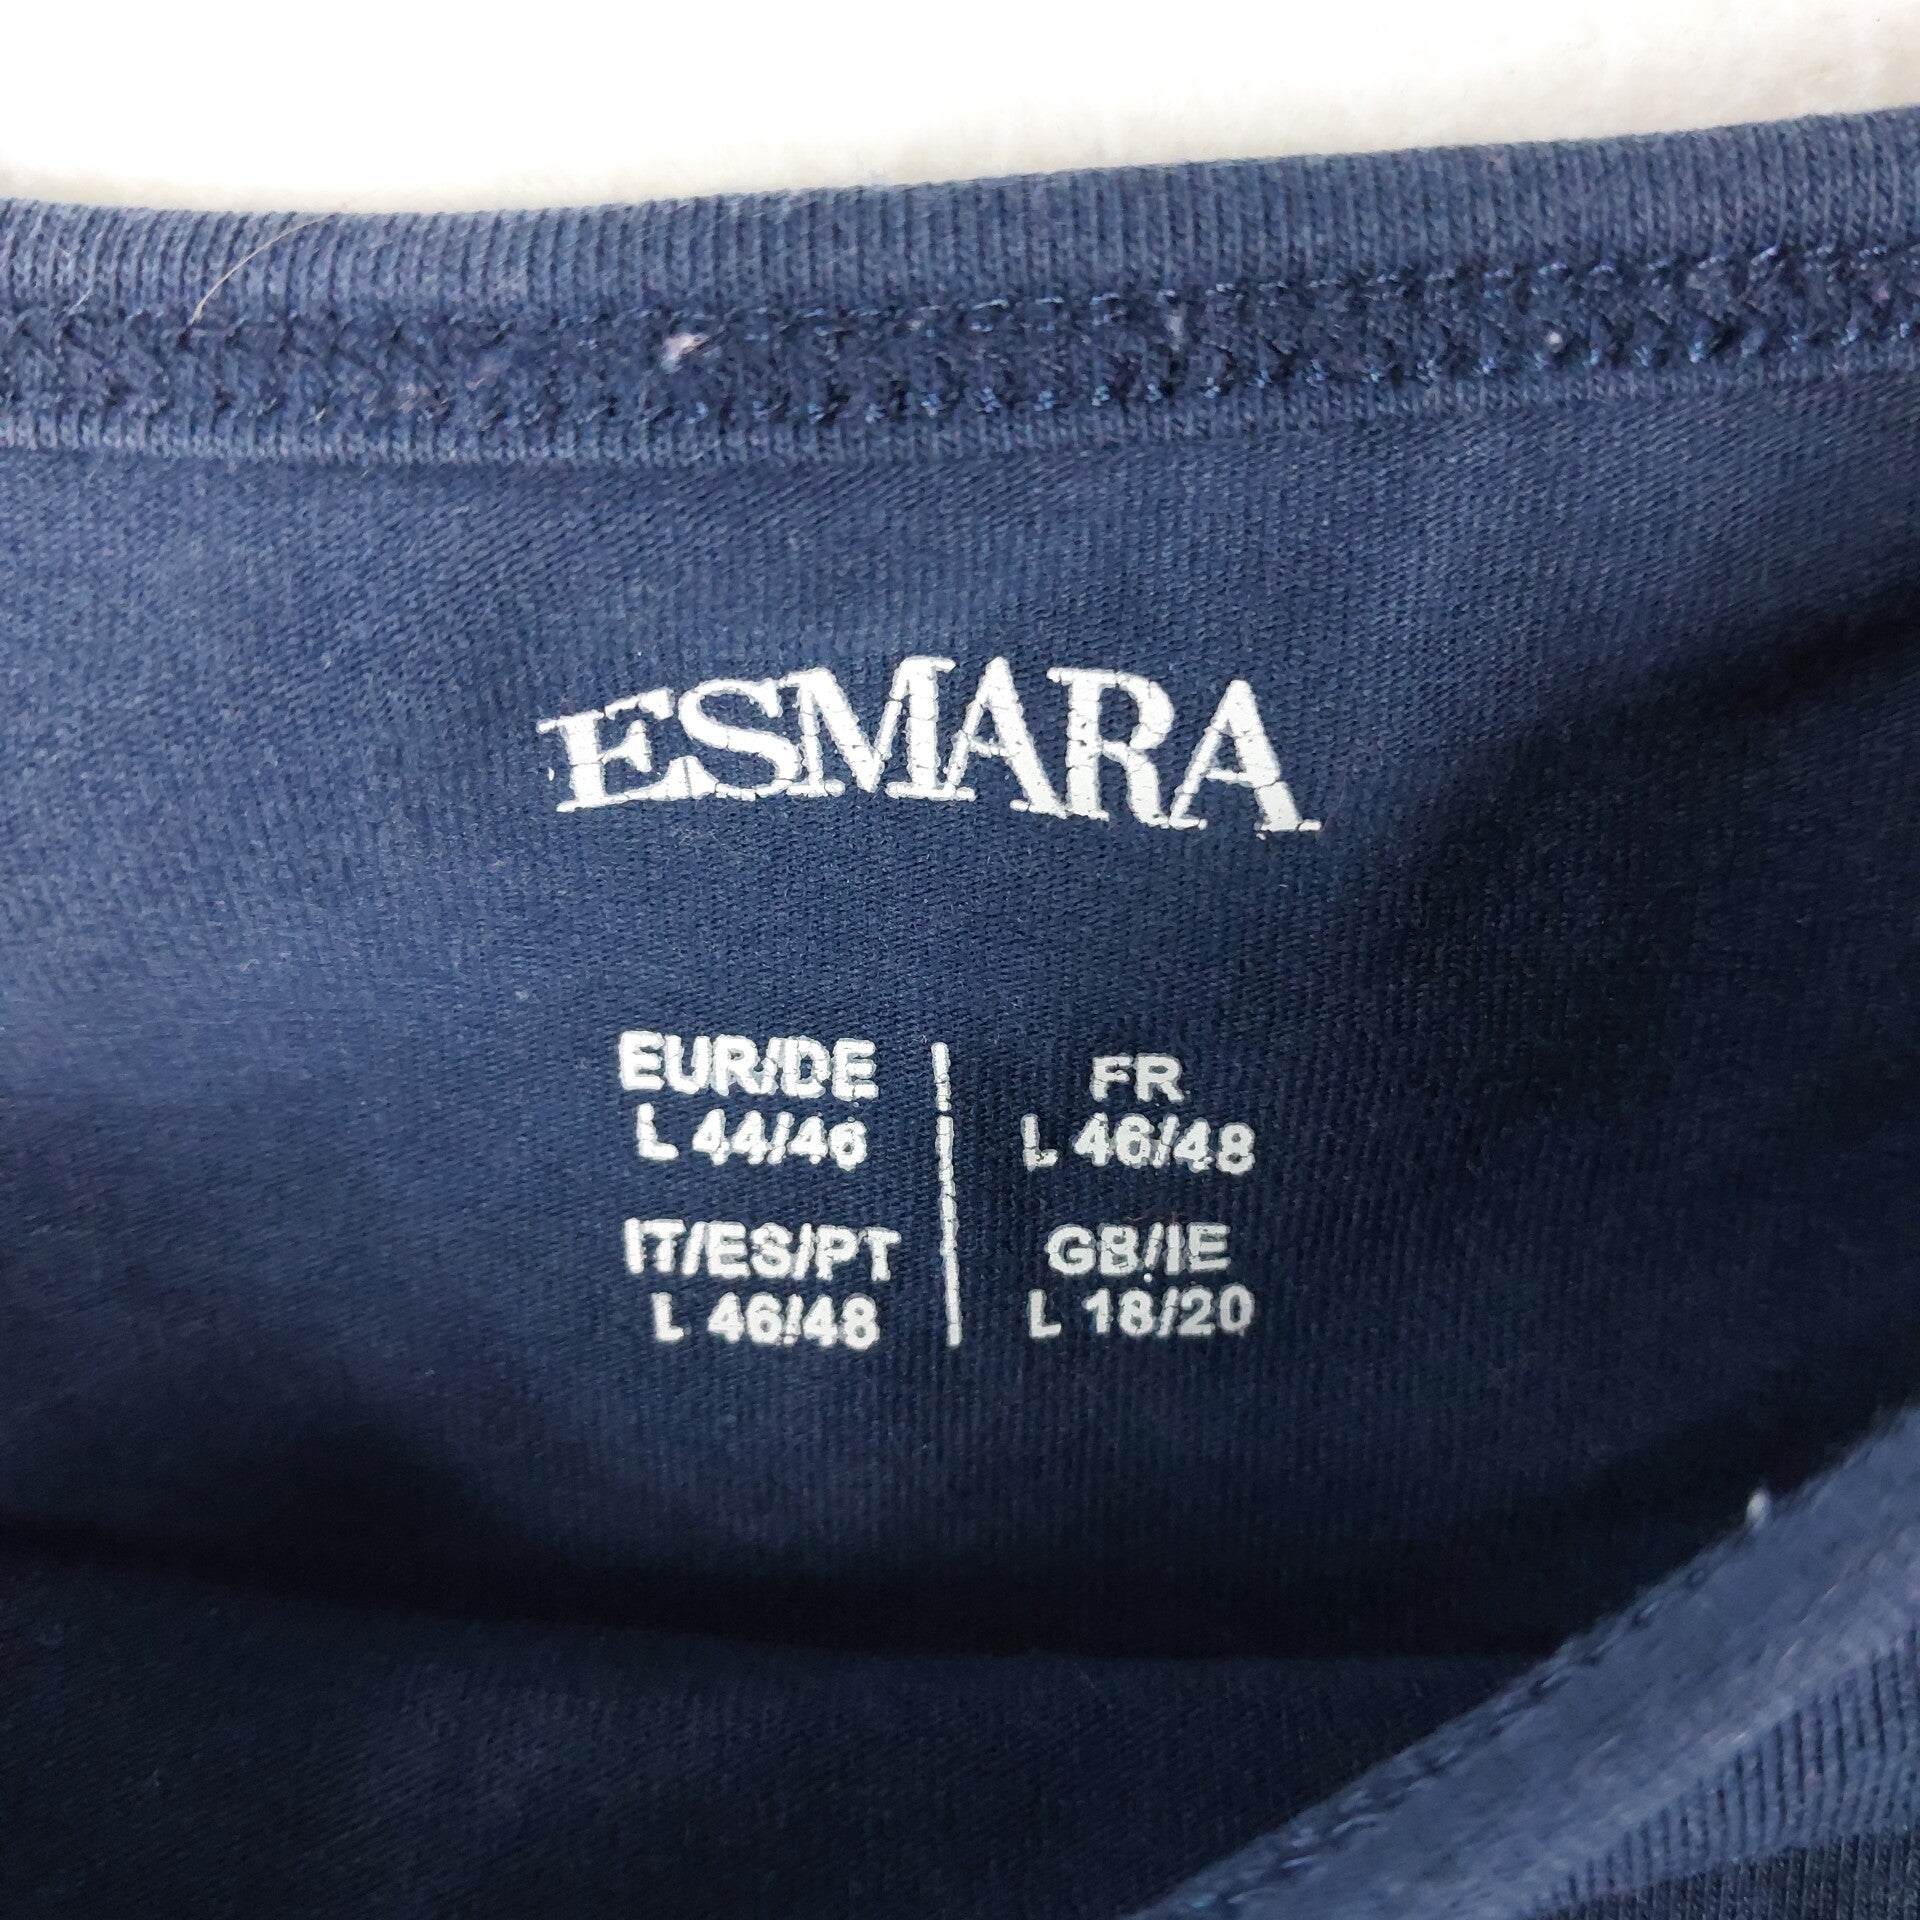 ESMARA
EUR/DE
L 44/46
IT/ES/PT
L 46/48
FR
L 46/48
GB/IE
L 18/20